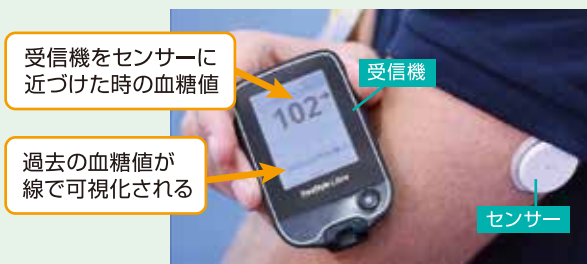 受信機をセンサーに
近づけた時の血糖値
受信機
102→
過去の血糖値が
線で可視化される
FreeStyle Libre
センサー